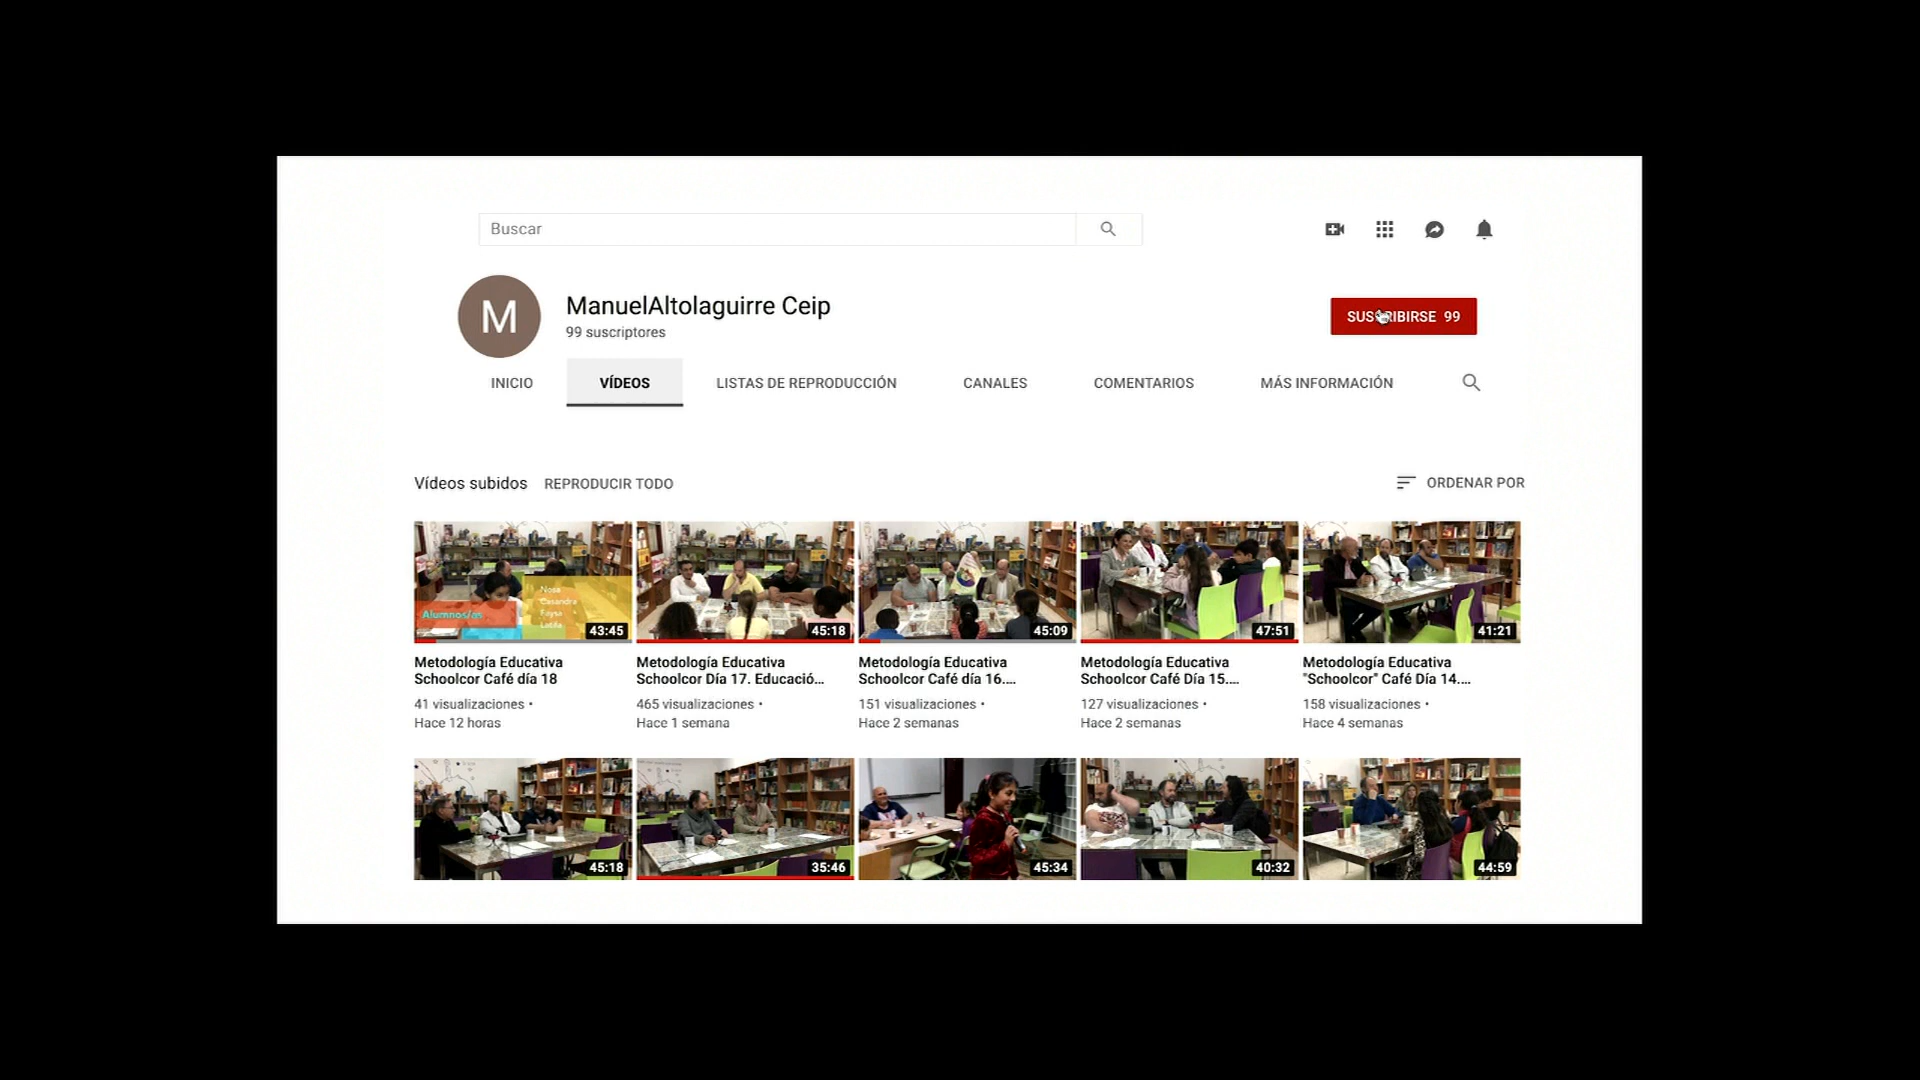 Buscar
M
ManuelAltolaguirre Ceip
99 suscriptores
SUSCRIBIRSE 99
INICIO
VÍDEOS
LISTAS DE REPRODUCCIÓN
CANALES
COMENTARIOS
MÁS INFORMACIÓN
Vídeos subidos
REPRODUCIR TODO
ORDENAR POR
Alumnos/as
Nosa
Casandra
Latifa
43:45
45:18
45:09
47:51
41:21
Metodología Educativa
Schoolcor Café día 18
41 visualizaciones •
Hace 12 horas
Metodología Educativa
Schoolcor Día 17. Educació...
465 visualizaciones •
Hace 1 semana
Metodología Educativa
Schoolcor Café día 16....
151 visualizaciones •
Hace 2 semanas
Metodología Educativa
Schoolcor Café Día 15....
127 visualizaciones •
Hace 2 semanas
Metodología Educativa
"Schoolcor" Café Día 14....
158 visualizaciones •
Hace 4 semanas
45:18
35:46
45:34
40:32
44:59